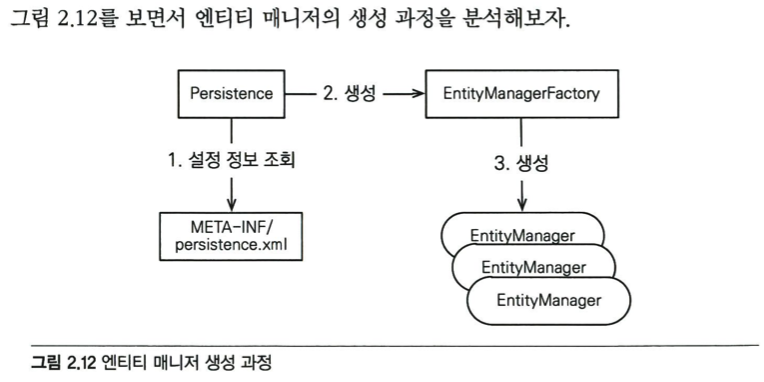 그림 2.12를 보면서 엔티티 매니저의 생성 과정을 분석해보자.
Persistence
2. 생성
EntityManagerFactory
1. 설정 정보 조회
3. 생성
META-INF/
persistence.xml
EntityManager
EntityManager
EntityManager
그림 2.12 엔티티 매니저 생성 과정